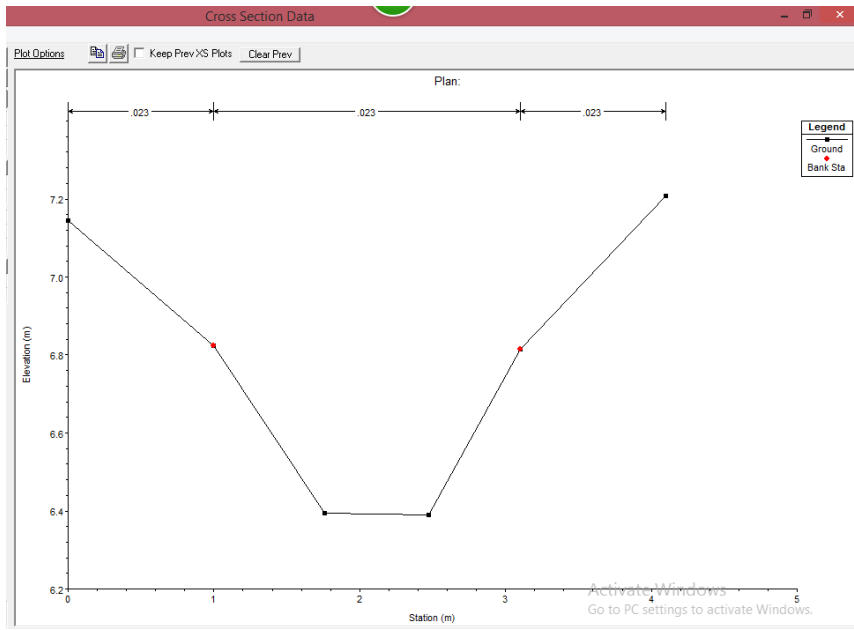 Cross Section Data
Plot Options
Keep Prev XS Plots
Clear Prev
Plan:
.023 .023 .023
Legend
Ground
Bank Sta
7.2
7.0
6.8
6.6
6.4
6.2
Elevation (m)
0 1 2 3 4 5
Station (m)
Activate Windows
Go to PC settings to activate Windows.